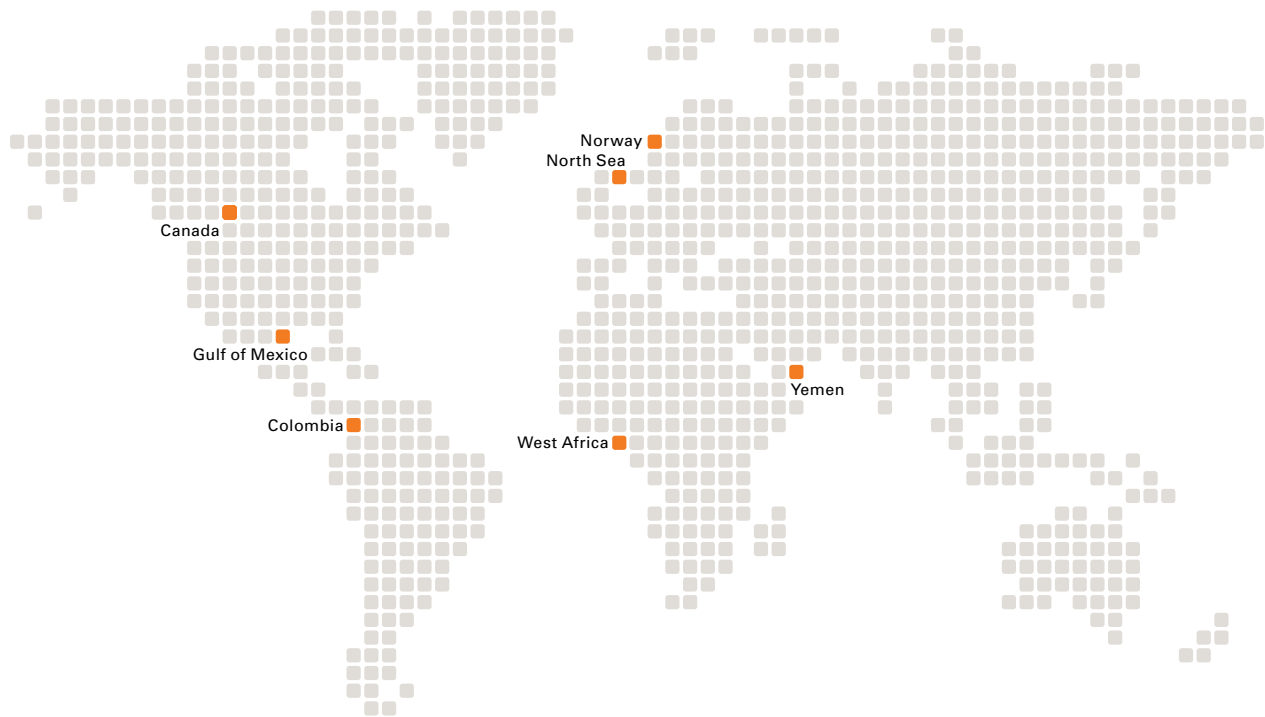 Norway
North Sea
Canada
Gulf of Mexico
Yemen
Colombia
West Africa